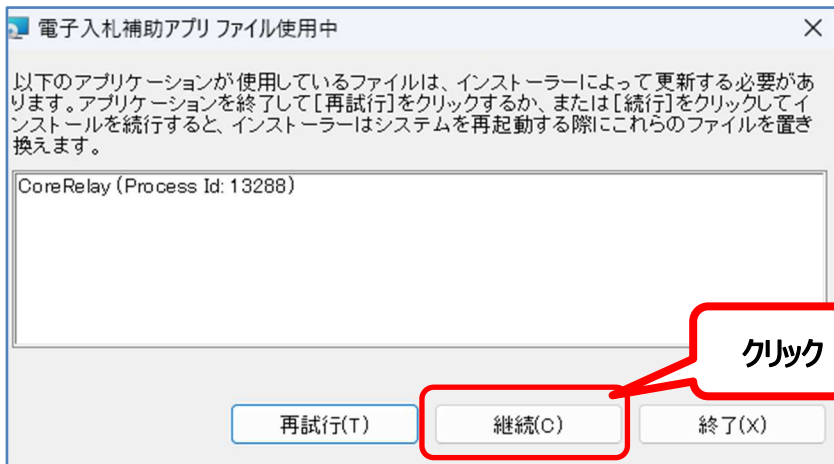 電子入札補助アプリ ファイル使用中
以下のアプリケーションが使用しているファイルは、インストーラーによって更新する必要があ
ります。アプリケーションを終了して[再試行]をクリックするか、または[続行]をクリックしてイ
ンストールを続行すると、インストーラーはシステムを再起動する際にこれらのファイルを置き
換えます。
CoreRelay (Process Id: 13288)
クリック
再試行(T)
継続(C)
終了(X)